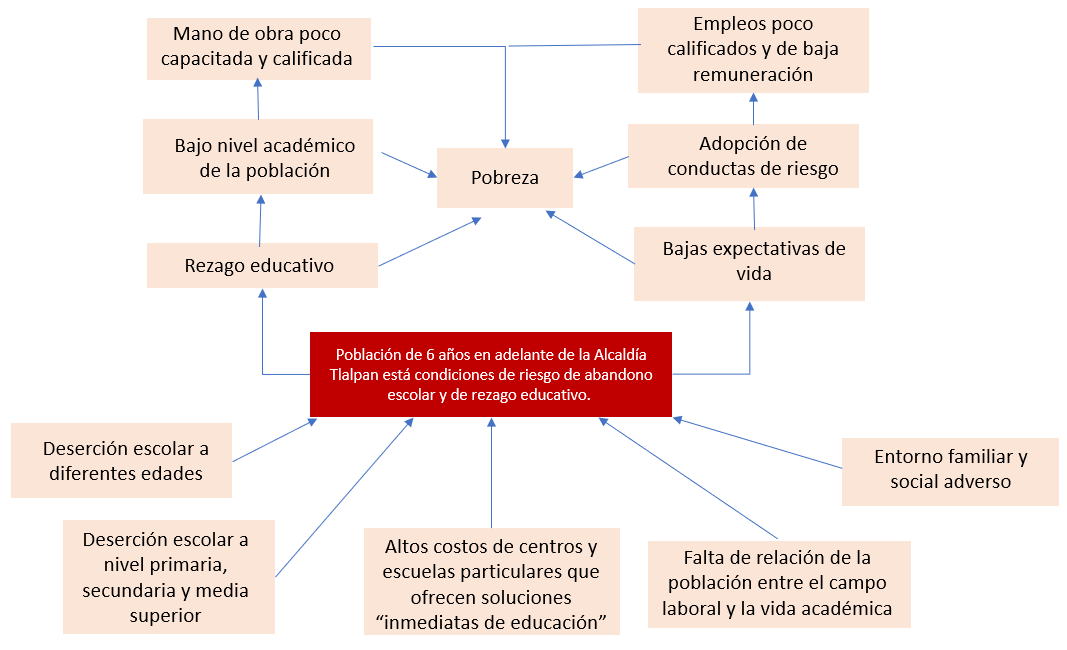 Mano de obra poco
capacitada y calificada
Empleos poco
calificados y de baja
remuneración
Bajo nivel académico
de la población
Pobreza
Adopción de
conductas de riesgo
Rezago educativo
Bajas expectativas de
vida
Población de 6 años en adelante de la Alcaldía
Tlalpan está condiciones de riesgo de abandono
escolar y de rezago educativo.
Deserción escolar a
diferentes edades
Entorno familiar y
social adverso
Deserción escolar a
nivel primaria,
secundaria y media
superior
Altos costos de centros y
escuelas particulares que
ofrecen soluciones
“inmediatas de educación”
Falta de relación de la
población entre el campo
laboral y la vida académica